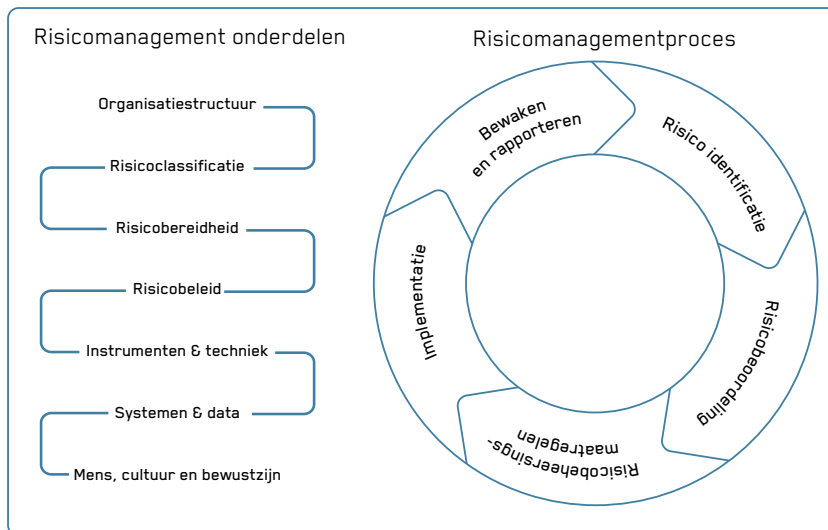 Risicomanagement onderdelen
Organisatiestructuur
Risicoclassificatie
Risicobereidheid
Risicobeleid
Instrumenten & techniek
Systemen & data
Mens, cultuur en bewustzijn
Risicomanagementproces
Bewaken
en rapporteren
Risico identificatie
Risicobeoordeling
Risicobeheersings-
maatregelen
Implementatie